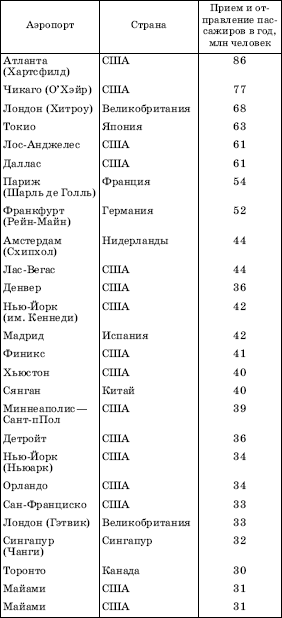 Аэропорт Страна Прием и от-
правление пас-
сажиров в год,
млн человек
Атланта США 86
(Хартсфилд)
Чикаго (О’Хэйр) США 77
Лондон (Хитроу) Великобритания 68
Токио Япония 63
Лос-Анджелес США 61
Даллас США 61
Париж Франция 54
(Шарль де Голль)
Франкфурт Германия 52
(Рейн-Майн)
Амстердам Нидерланды 44
(Схипхол)
Лас-Вегас США 44
Денвер США 36
Нью-Йорк США 42
(им. Кеннеди)
Мадрид Испания 42
Финикс США 41
Хьюстон США 40
Сянган Китай 40
Миннеаполис— США 39
Сант-пПол
Детройт США 36
Нью-Йорк США 34
(Ньюарк)
Орландо США 34
Сан-Франциско США 33
Лондон (Гэтвик) Великобритания 33
Сингапур Сингапур 32
(Чанги)
Торонто Канада 30
Майами США 31
Майами США 31